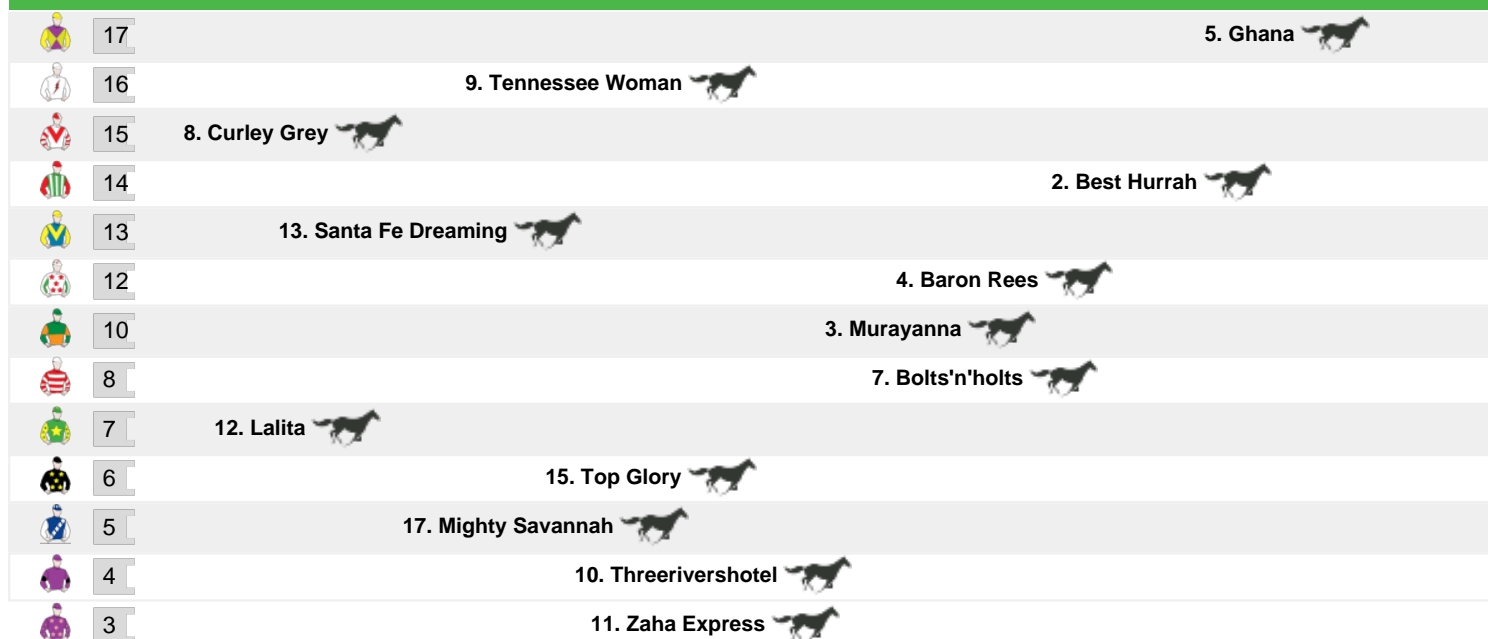 17 5. Ghana
16 9. Tennessee Woman
15 8. Curley Grey
14 2. Best Hurrah
13 13. Santa Fe Dreaming
12 4. Baron Rees
10 3. Murayanna
8 7. Bolts'n'holts
7 12. Lalita
6 15. Top Glory
5 17. Mighty Savannah
4 10. Threerivershotel
3 11. Zaha Express